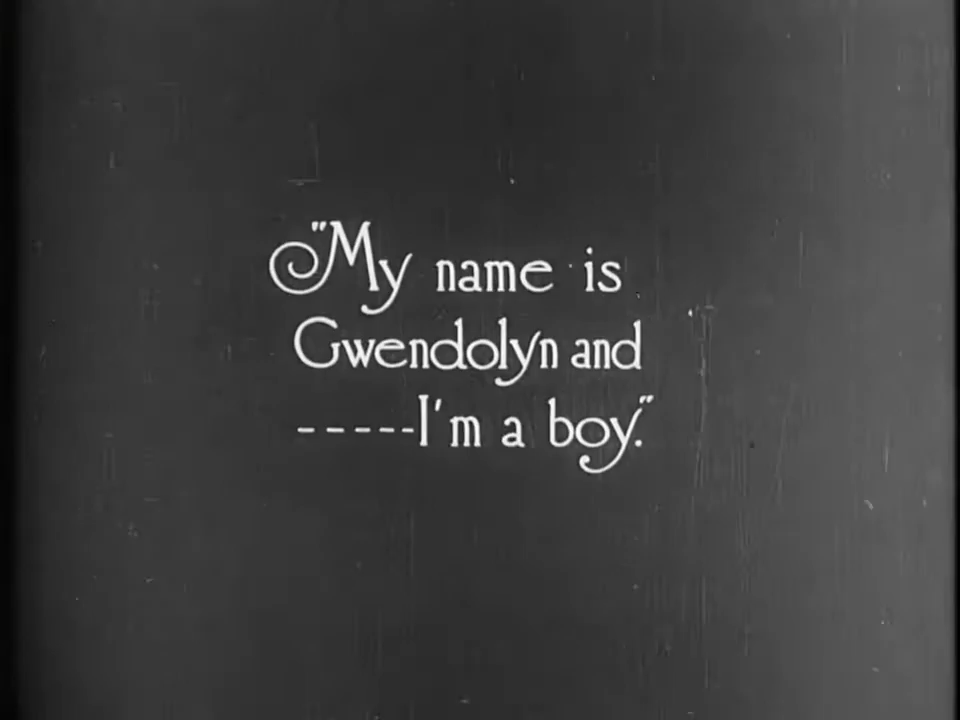 "My name is
Gwendolyn and
-----I'm a boy."